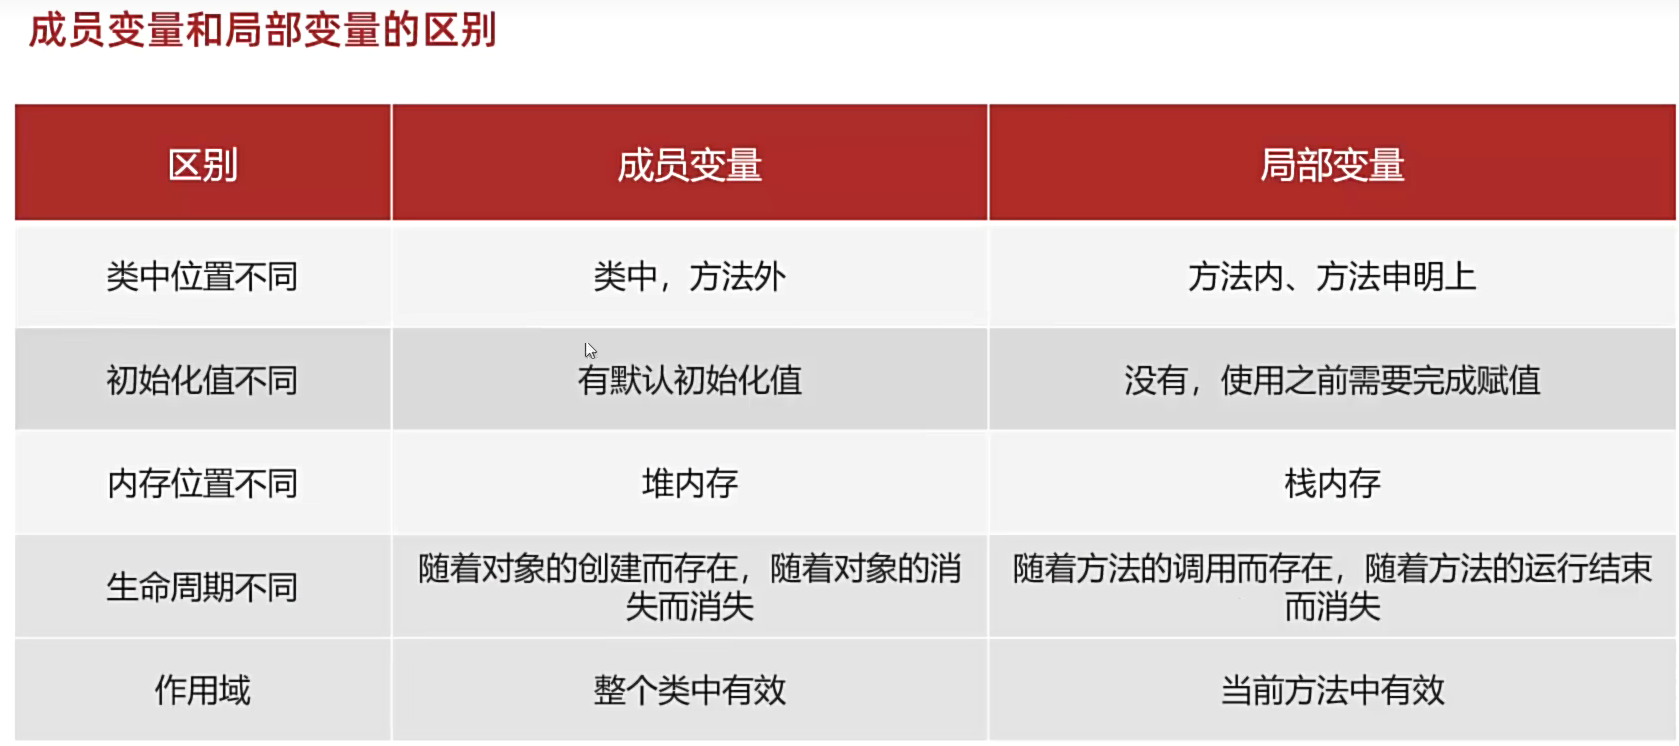 成员变量和局部变量的区别
区别 成员变量 局部变量
类中位置不同 类中，方法外 方法内、方法申明上
初始化值不同 有默认初始化值 没有，使用之前需要完成赋值
内存位置不同 堆内存 栈内存
生命周期不同 随着对象的创建而存在，随着对象的消 随着方法的调用而存在，随着方法的运行结束
失而消失 而消失
作用域 整个类中有效 当前方法中有效